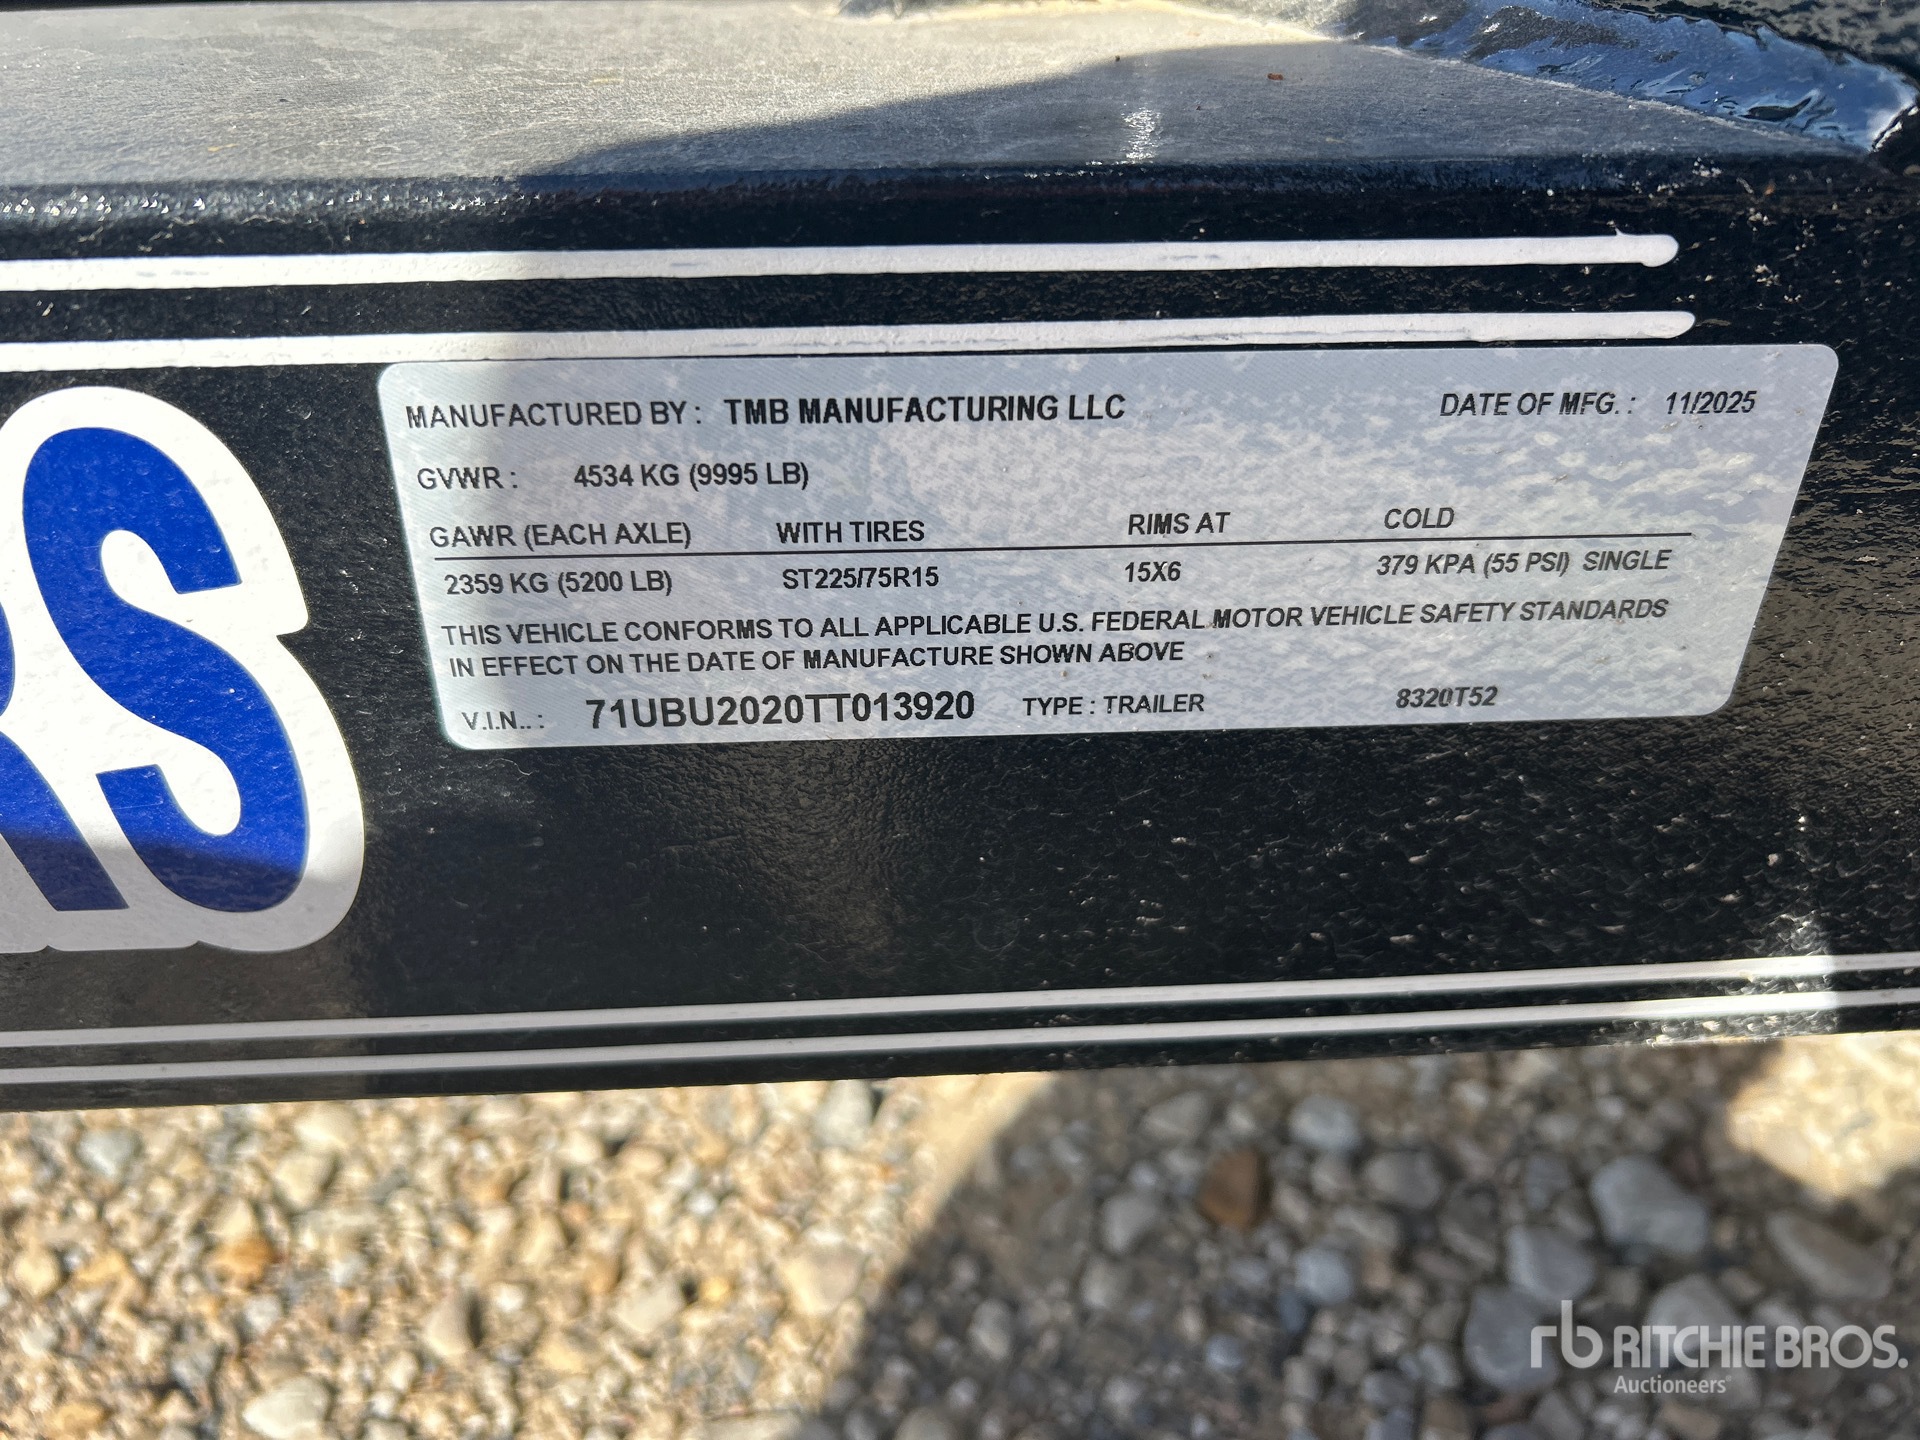 MANUFACTURED BY : TMB MANUFACTURING LLC DATE OF MFG. : 11/2025
GVWR : 4534 KG (9995 LB)
GAWR (EACH AXLE) WITH TIRES RIMS AT COLD
2359 KG (5200 LB) ST225/75R15 15X6 379 KPA (55 PSI) SINGLE
THIS VEHICLE CONFORMS TO ALL APPLICABLE U.S. FEDERAL MOTOR VEHICLE SAFETY STANDARDS
IN EFFECT ON THE DATE OF MANUFACTURE SHOWN ABOVE
V.I.N.. : 71UBU2020TT013920 TYPE : TRAILER 8320T52
RS
rb RITCHIE BROS.
Auctioneers